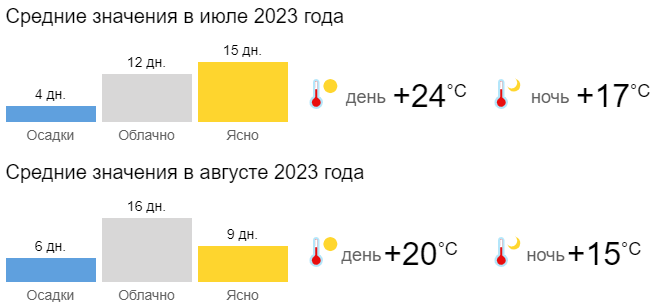 Средние значения в июле 2023 года
15 дн.
12 дн.
4 дн.
день +24°C ночь +17°C
Осадки Облачно Ясно
Средние значения в августе 2023 года
16 дн.
6 дн. 9 дн.
день +20°C ночь +15°C
Осадки Облачно Ясно